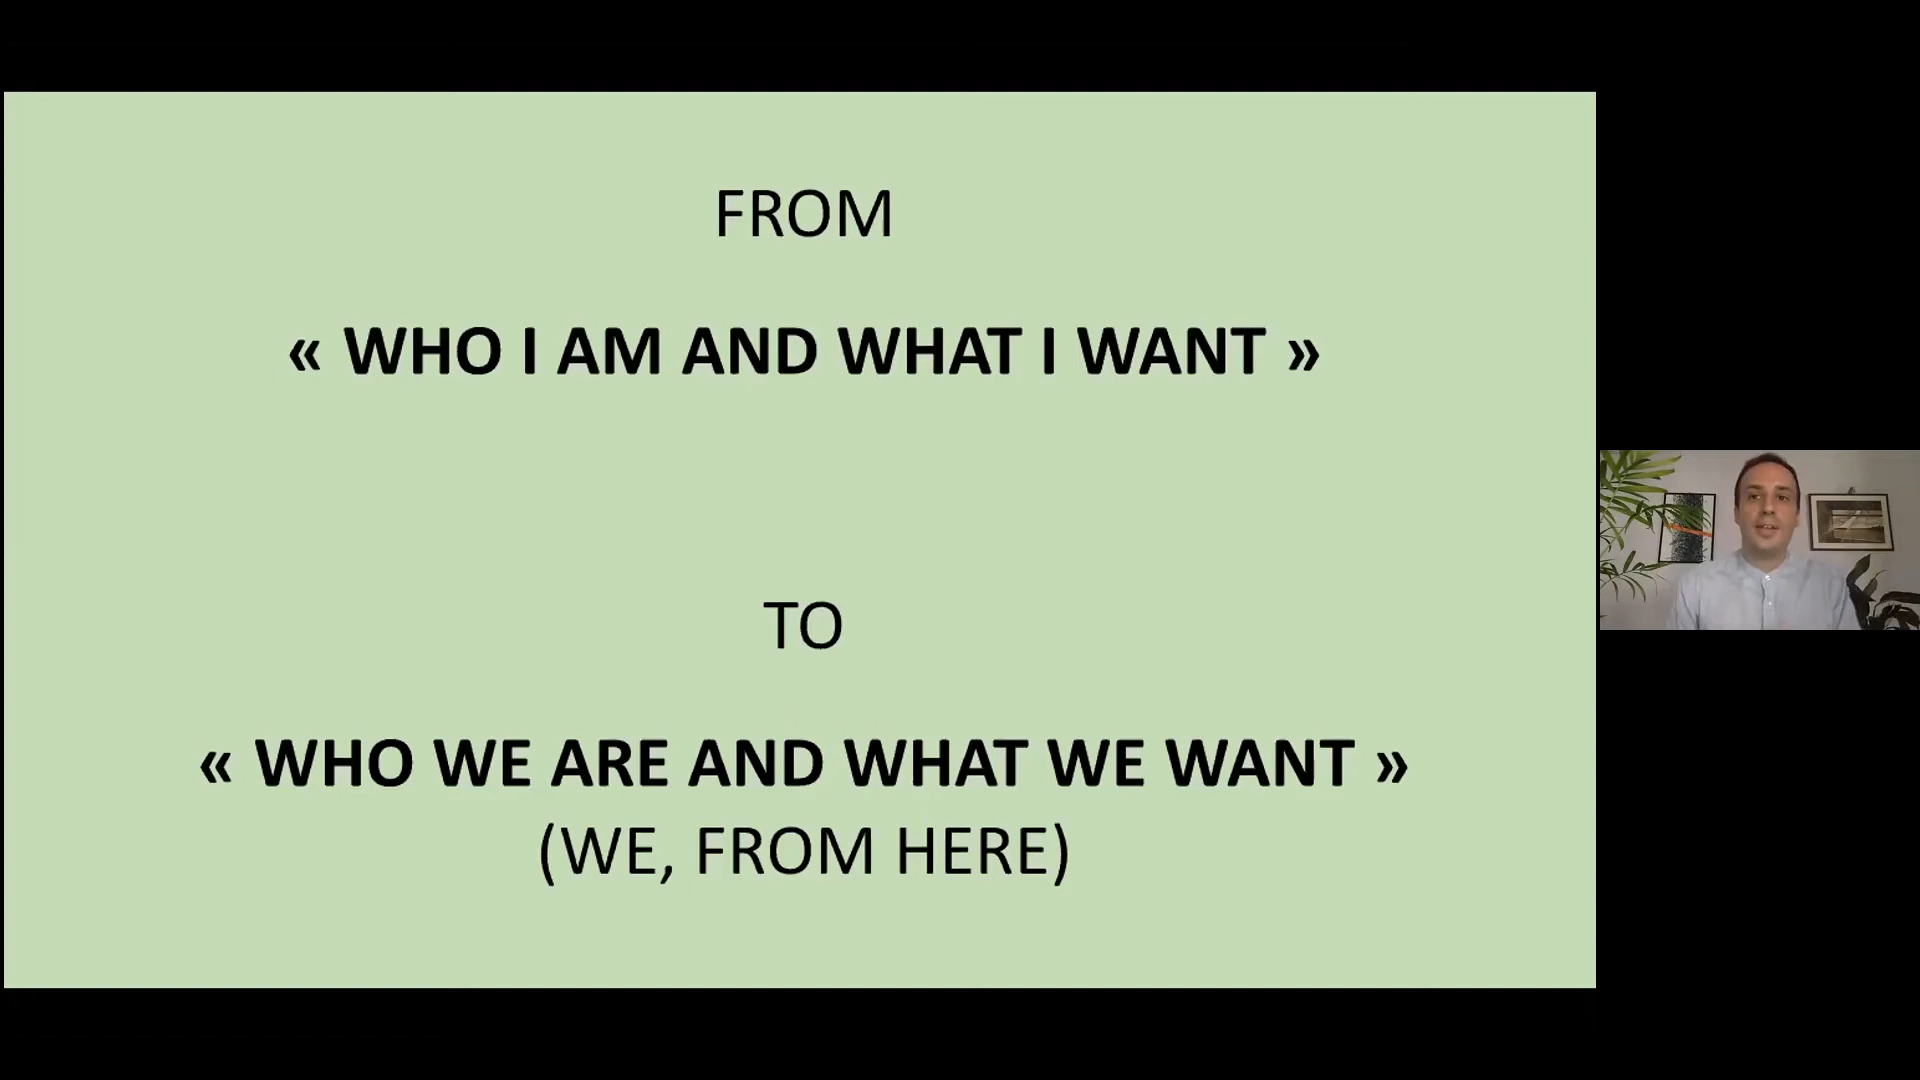 FROM
« WHO I AM AND WHAT I WANT »
TO
« WHO WE ARE AND WHAT WE WANT »
(WE, FROM HERE)